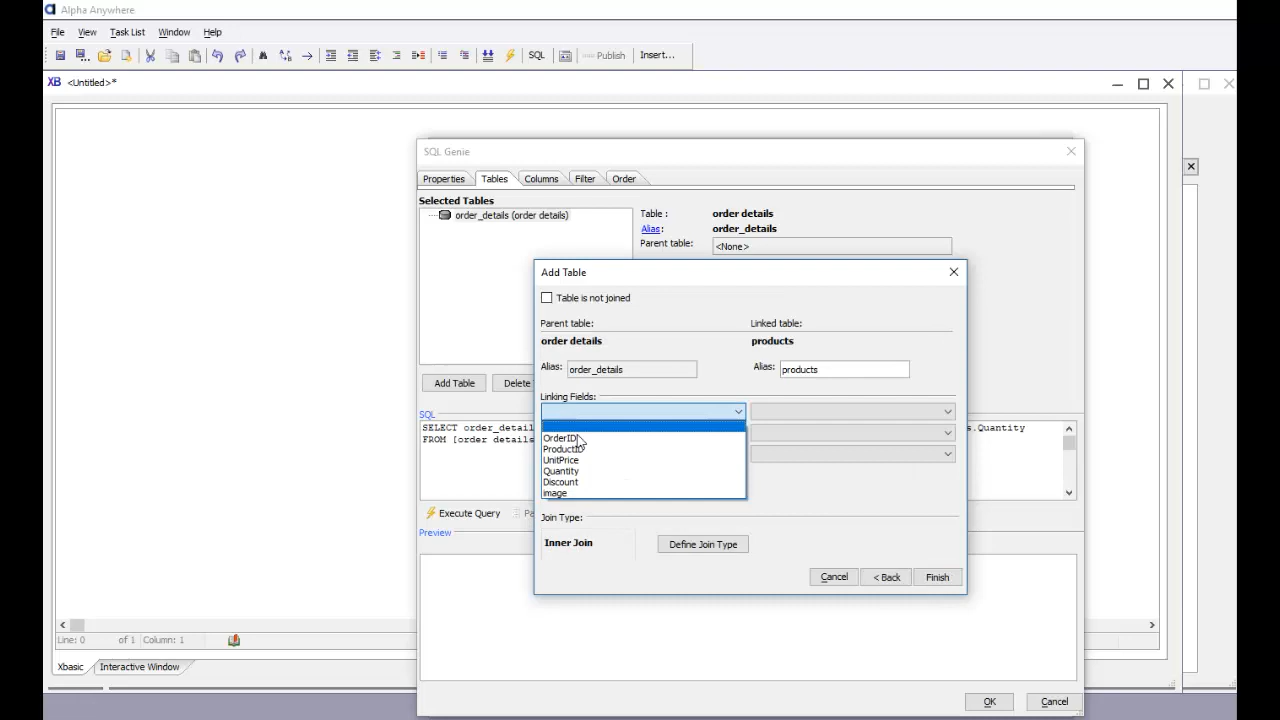 Alpha Anywhere
File View Task List Window Help
SQL Publish Insert...
XB <Untitled>*
SQL Genie
Properties Tables Columns Filter Order
Selected Tables
order_details (order details)
Table : order details
Alias: order_details
Parent table: <None>
Add Table
Table is not joined
Parent table: Linked table:
order details products
Alias: order_details Alias: products
Add Table Delete
Linking Fields:
SQL
SELECT order_detail s.Quantity
FROM [order details
OrderID
ProductID
UnitPrice
Quantity
Discount
image
Execute Query Pa
Join Type:
Inner Join Define Join Type
Preview
Cancel < Back Finish
Line: 0 of 1 Column: 1
Xbasic Interactive Window
OK Cancel